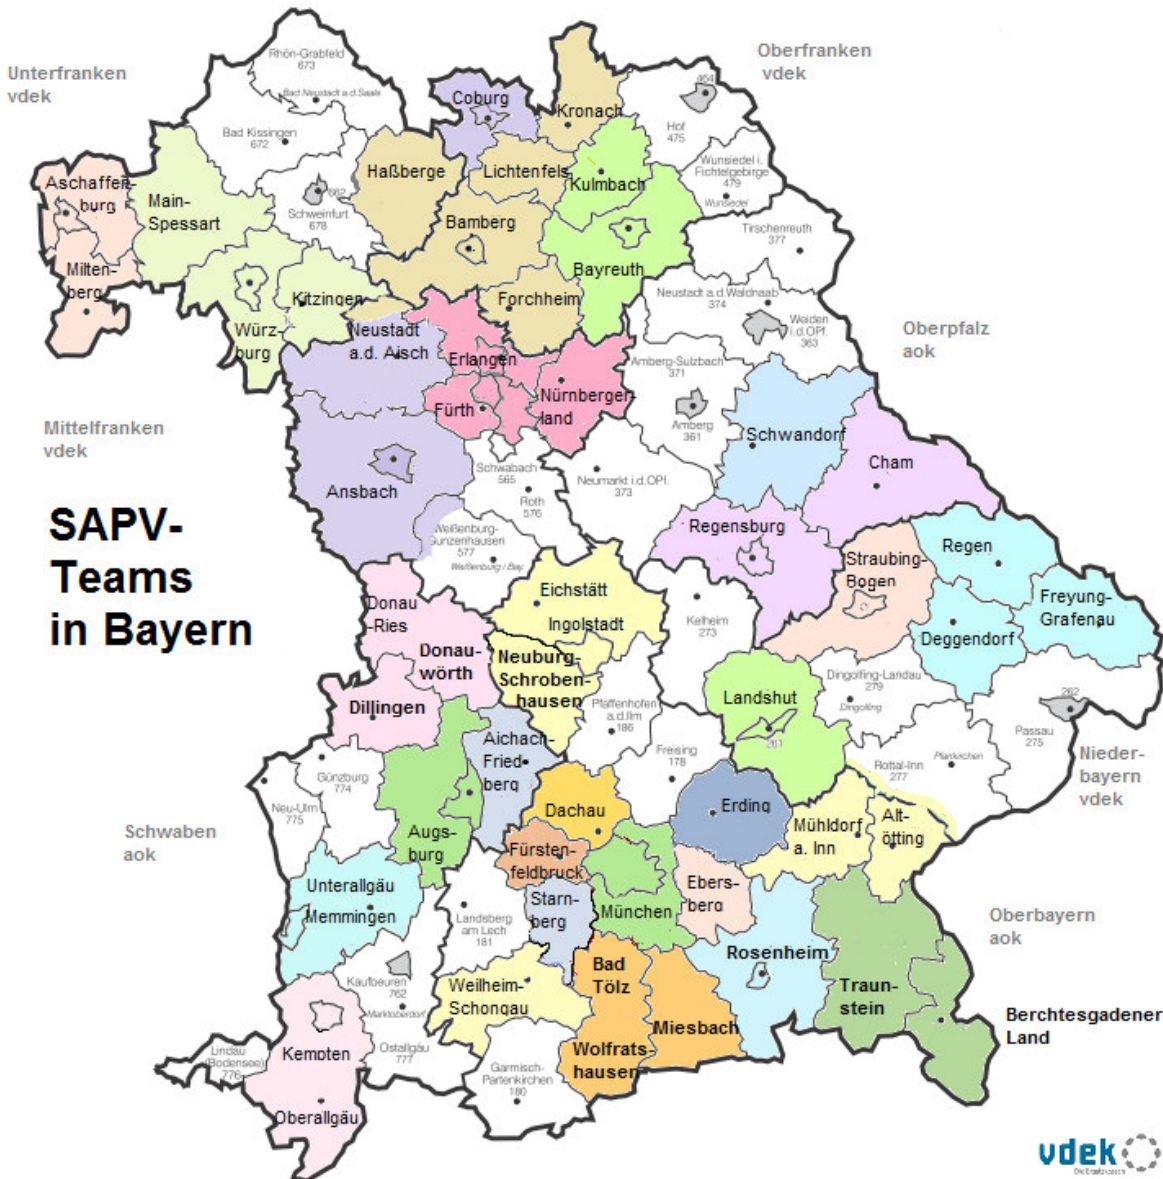 Unterfranken
vdek
Rhön-Grabfeld
673
Bad Neustadt a.d.Saale
Oberfranken
vdek
Coburg
Kronach
464
Hof
475
Bad Kissingen
672
Aschaffen-
burg
Main-
Spessart
662
Schweinfurt
678
Haßberge
Lichtenfels
Kulmbach
Wunsiedel i.
Fichtelgebirge
479
Wunsiedel
Bamberg
Bayreuth
Tirschenreuth
377
Milten-
berg
Kitzingen
Forchheim
Neustadt a.d.Waldnaab
374
Weiden
i.d.OPf.
363
Würz-
burg
Neustadt
a.d. Aisch
Erlangen
Amberg-Sulzbach
371
Oberpfalz
aok
Fürth
Nürnberger-
land
Amberg
361
Schwandorf
Mittelfranken
vdek
Ansbach
Schwabach
565
Roth
576
Neumarkt i.d.OPf.
373
Cham
SAPV-
Teams
in Bayern
Weißenburg-
Gunzenhausen
577
Weißenburg i.Bay.
Regensburg
Straubing-
Bogen
Regen
Freyung-
Grafenau
Deggendorf
Donau
-Ries
Eichstätt
Ingolstadt
Kelheim
273
Donau-
wörth
Neuburg-
Schroben-
hausen
Dillingen
Pfaffenhofen
a.d.Ilm
186
Landshut
261
Dingolfing-Landau
279
Dingolfing
262
Passau
275
Aichach-
Fried-
berg
Freising
178
Rottal-Inn
277
Pfarrkirchen
Nieder-
bayern
vdek
Günzburg
774
Neu-Ulm
775
Schwaben
aok
Augs-
burg
Dachau
Erding
Mühldorf
a. Inn
Alt-
ötting
Fürsten-
feldbruck
Unterallgäu
Memmingen
Landsberg
am Lech
181
Starn-
berg
München
Ebers-
berg
Oberbayern
aok
Rosenheim
Kaufbeuren
762
Marktoberdorf
Weilheim-
Schongau
Bad
Tölz
Traun-
stein
Miesbach
Berchtesgadener
Land
Lindau
(Bodensee)
776
Kempten
Ostallgäu
777
Garmisch-
Partenkirchen
180
Wolfrats-
hausen
Oberallgäu
vdek
Die Ersatzkassen